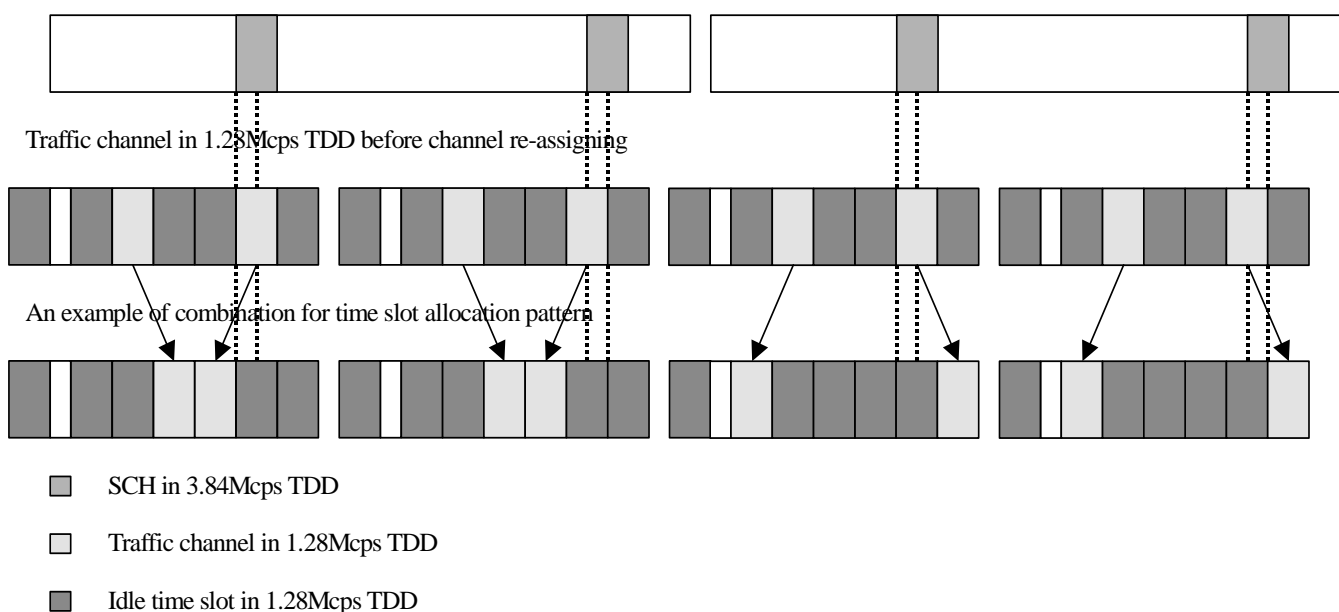 Traffic channel in 1.28Mcps TDD before channel re-assigning
An example of combination for time slot allocation pattern
SCH in 3.84Mcps TDD
Traffic channel in 1.28Mcps TDD
Idle time slot in 1.28Mcps TDD